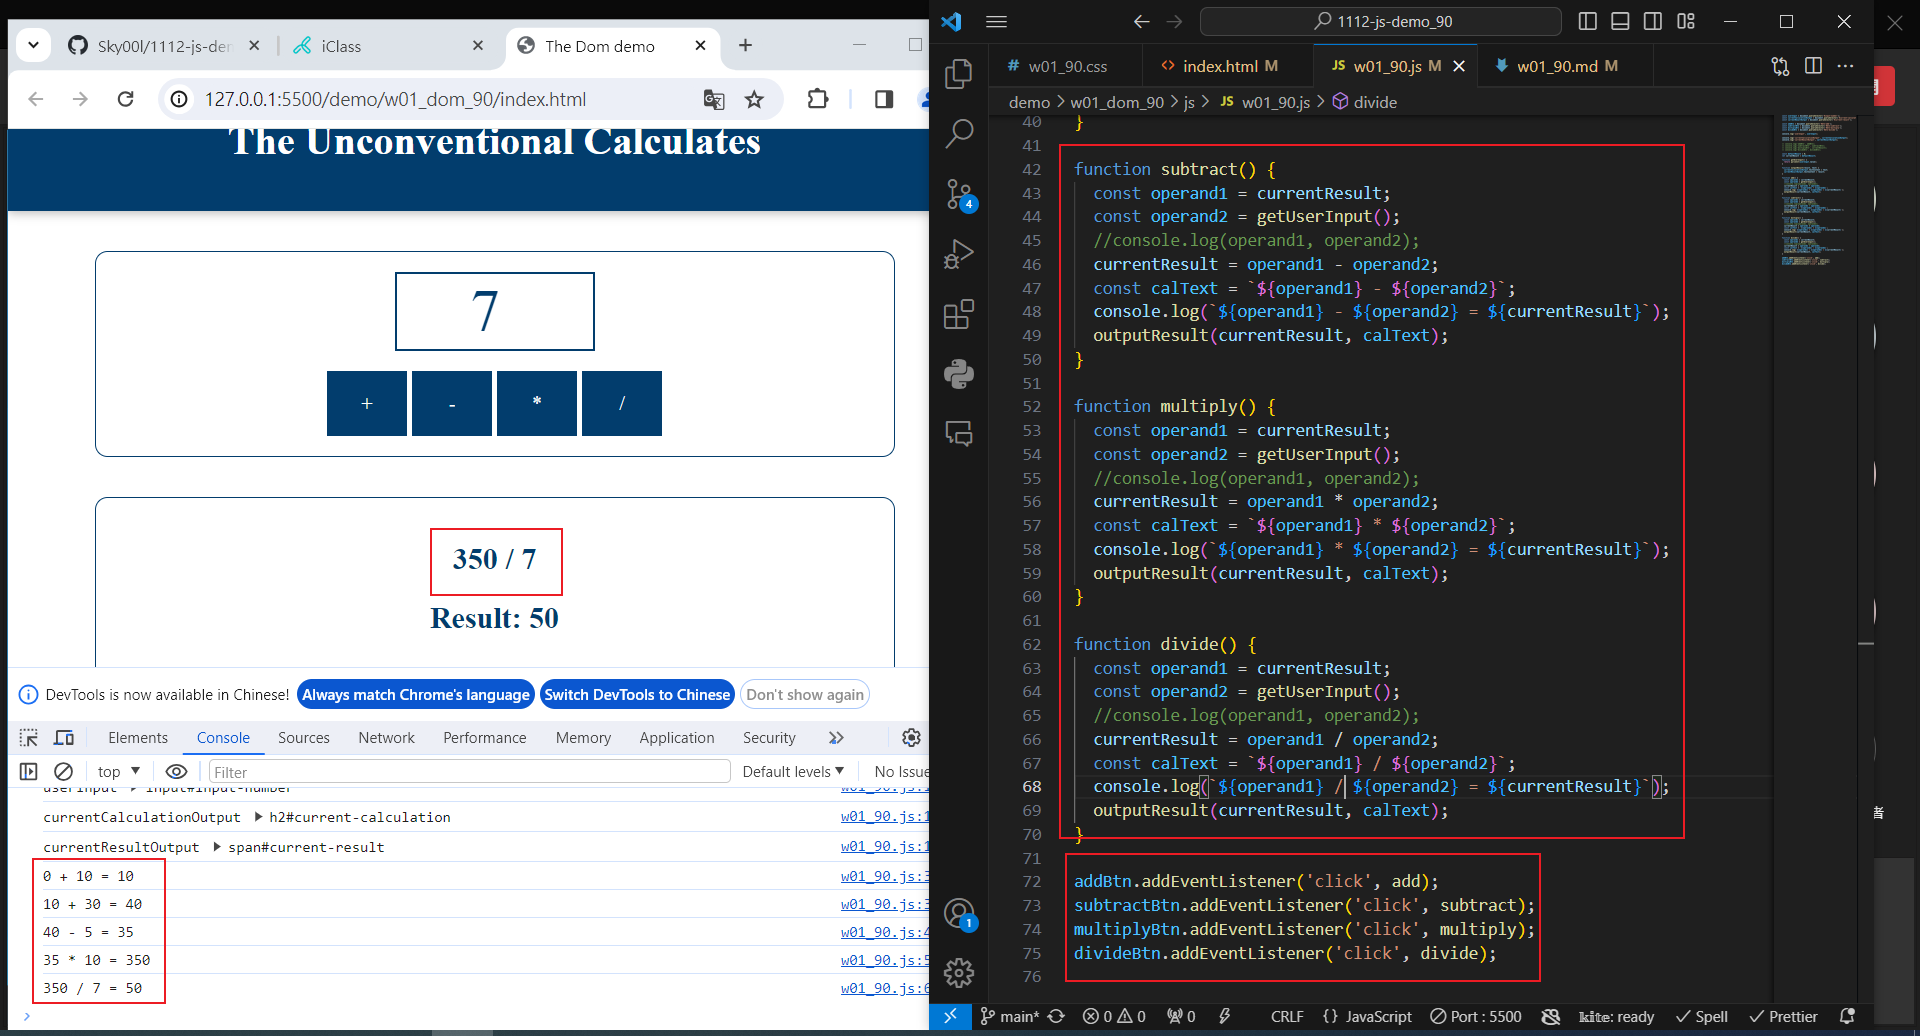 Sky00l/1112-js-den
iClass
The Dom demo
127.0.0.1:5500/demo/w01_dom_90/index.html
The Unconventional Calculates
7
+ - * /
350 / 7
Result: 50
DevTools is now available in Chinese! Always match Chrome's language Switch DevTools to Chinese Don't show again
Elements Console Sources Network Performance Memory Application Security
top Filter Default levels No Issue
userInput input#input-number
currentCalculationOutput h2#current-calculation w01_90.js:1
currentResultOutput span#current-result w01_90.js:1
0 + 10 = 10 w01_90.js:3
10 + 30 = 40 w01_90.js:3
40 - 5 = 35 w01_90.js:4
35 * 10 = 350 w01_90.js:5
350 / 7 = 50 w01_90.js:6
1112-js-demo_90
# w01_90.css <> index.html M JS w01_90.js M w01_90.md M
demo > w01_dom_90 > js > JS w01_90.js > divide
40 }
41
42 function subtract() {
43 const operand1 = currentResult;
44 const operand2 = getUserInput();
45 //console.log(operand1, operand2);
46 currentResult = operand1 - operand2;
47 const calText = `${operand1} - ${operand2}`;
48 console.log(`${operand1} - ${operand2} = ${currentResult}`);
49 outputResult(currentResult, calText);
50 }
51
52 function multiply() {
53 const operand1 = currentResult;
54 const operand2 = getUserInput();
55 //console.log(operand1, operand2);
56 currentResult = operand1 * operand2;
57 const calText = `${operand1} * ${operand2}`;
58 console.log(`${operand1} * ${operand2} = ${currentResult}`);
59 outputResult(currentResult, calText);
60 }
61
62 function divide() {
63 const operand1 = currentResult;
64 const operand2 = getUserInput();
65 //console.log(operand1, operand2);
66 currentResult = operand1 / operand2;
67 const calText = `${operand1} / ${operand2}`;
68 console.log(`${operand1} / ${operand2} = ${currentResult}`);
69 outputResult(currentResult, calText);
70 }
71
72 addBtn.addEventListener('click', add);
73 subtractBtn.addEventListener('click', subtract);
74 multiplyBtn.addEventListener('click', multiply);
75 divideBtn.addEventListener('click', divide);
76
4
1
main* 0 0 0 CRLF {} JavaScript Port : 5500 kite: ready Spell Prettier
者